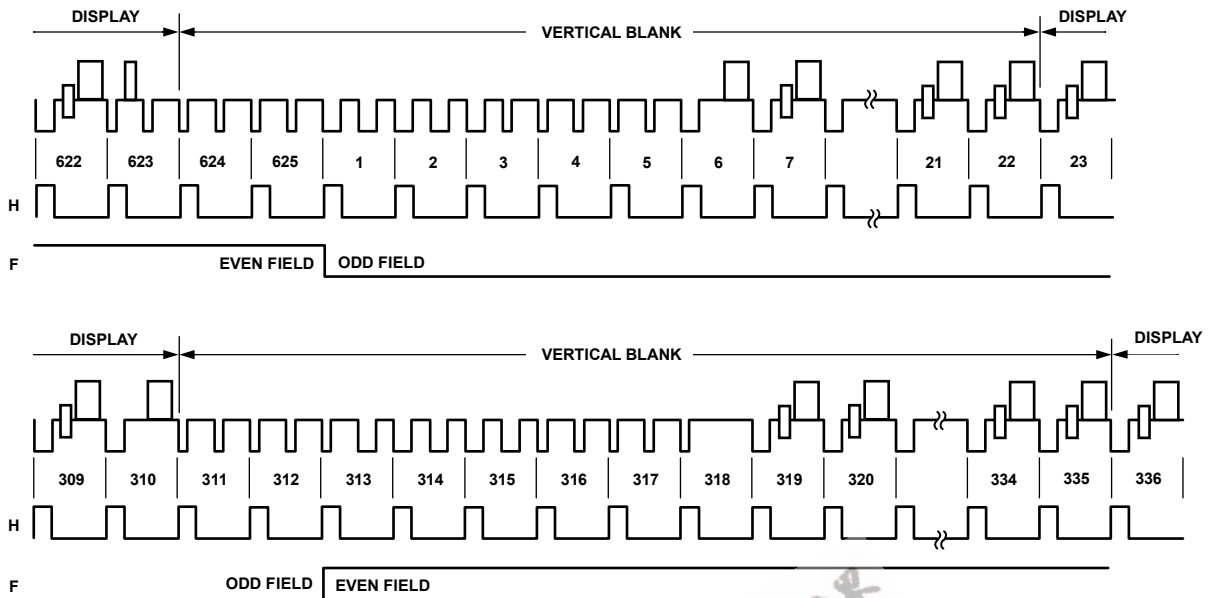 DISPLAY VERTICAL BLANK DISPLAY
622 623 624 625 1 2 3 4 5 6 7 21 22 23
H
F EVEN FIELD ODD FIELD
DISPLAY VERTICAL BLANK DISPLAY
309 310 311 312 313 314 315 316 317 318 319 320 334 335 336
H
F ODD FIELD EVEN FIELD